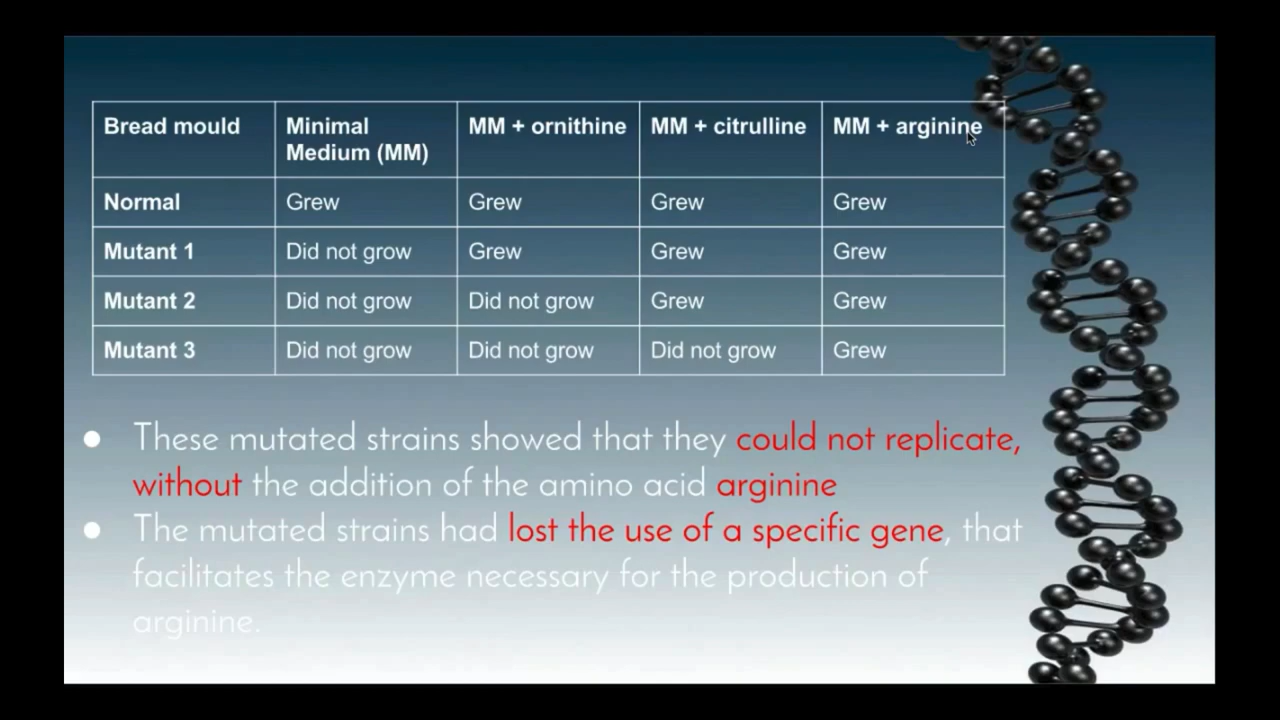 Bread mould Minimal Medium (MM) MM + ornithine MM + citrulline MM + arginine
Normal Grew Grew Grew Grew
Mutant 1 Did not grow Grew Grew Grew
Mutant 2 Did not grow Did not grow Grew Grew
Mutant 3 Did not grow Did not grow Did not grow Grew
● These mutated strains showed that they could not replicate,
without the addition of the amino acid arginine
● The mutated strains had lost the use of a specific gene, that
facilitates the enzyme necessary for the production of
arginine.